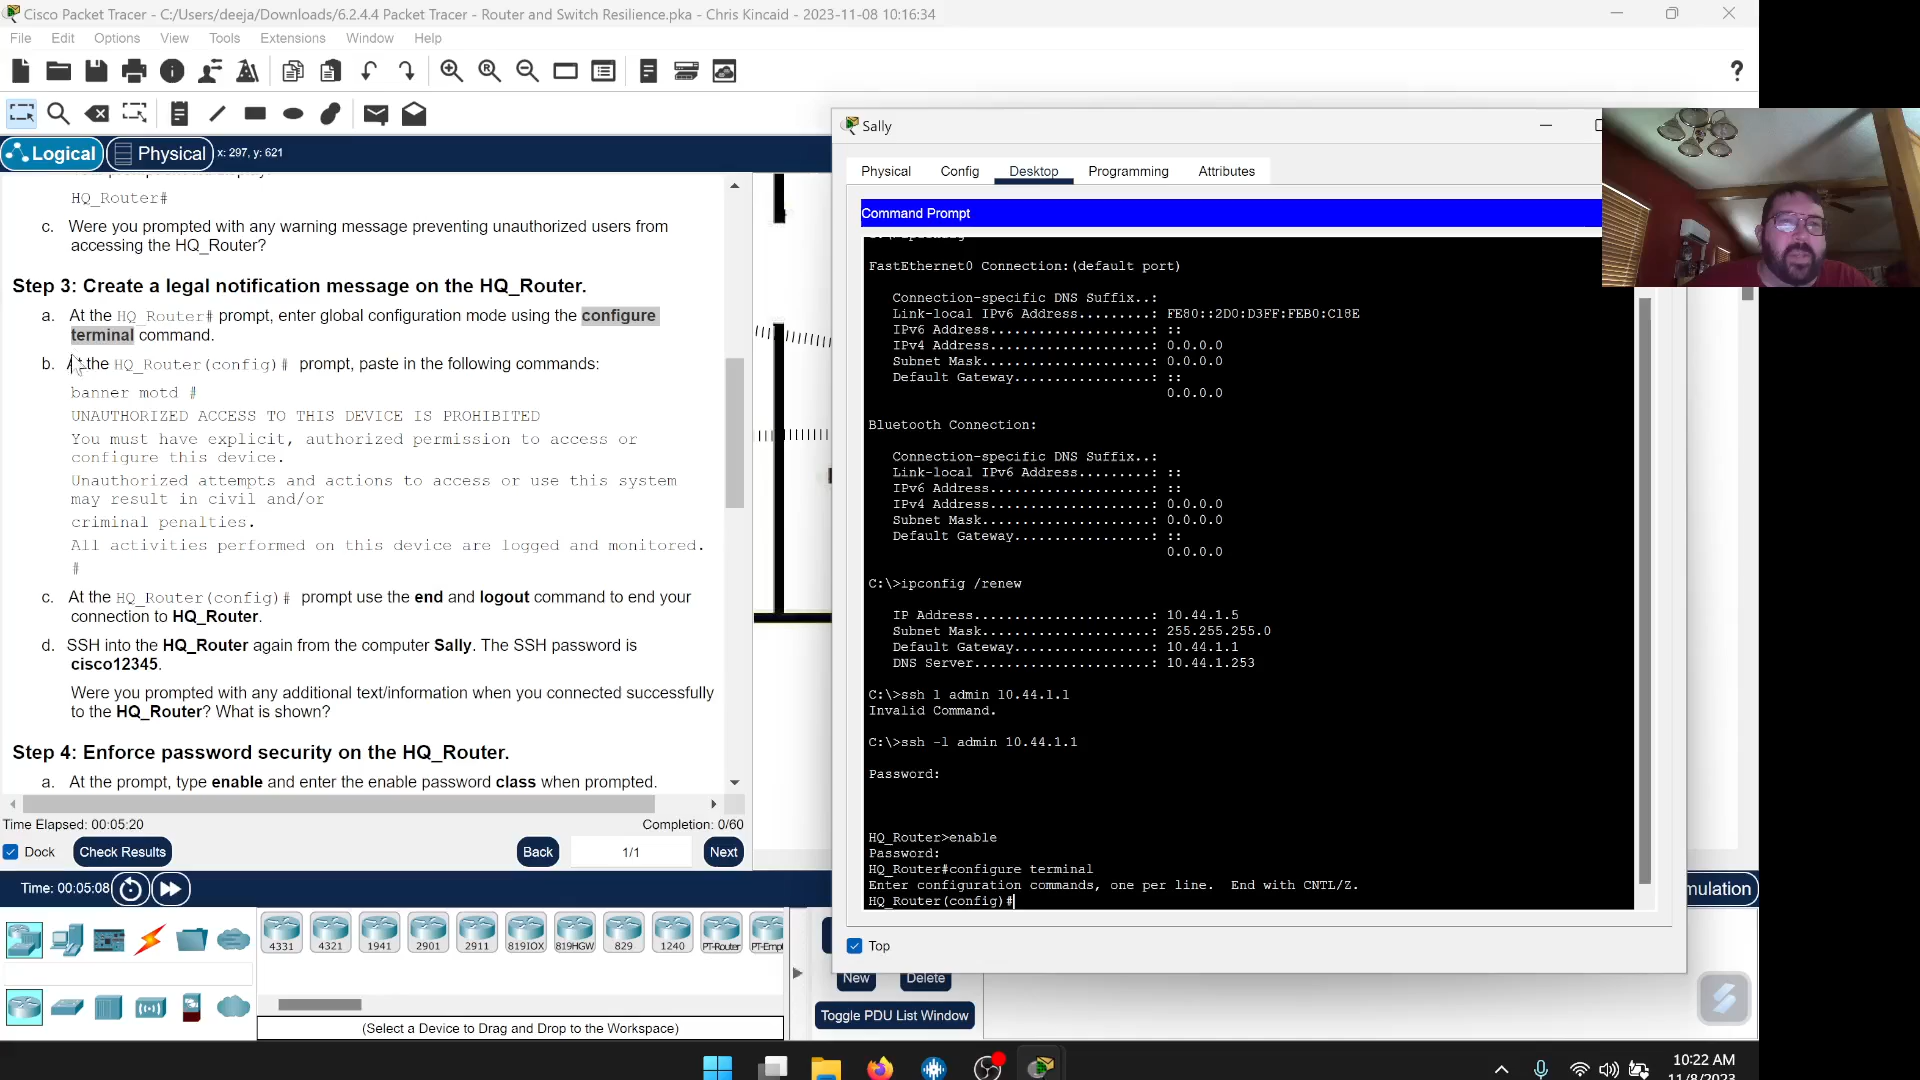 Cisco Packet Tracer - C:/Users/deeja/Downloads/6.2.4.4 Packet Tracer - Router and Switch Resilience.pka - Chris Kincaid - 2023-11-08 10:16:34
File Edit Options View Tools Extensions Window Help
?
Logical Physical x: 297, y: 621
HQ_Router#
c. Were you prompted with any warning message preventing unauthorized users from
accessing the HQ_Router?
Step 3: Create a legal notification message on the HQ_Router.
a. At the HQ_Router# prompt, enter global configuration mode using the configure
terminal command.
b. At the HQ_Router(config)# prompt, paste in the following commands:
banner motd #
UNAUTHORIZED ACCESS TO THIS DEVICE IS PROHIBITED
You must have explicit, authorized permission to access or
configure this device.
Unauthorized attempts and actions to access or use this system
may result in civil and/or
criminal penalties.
All activities performed on this device are logged and monitored.
#
c. At the HQ_Router(config)# prompt use the end and logout command to end your
connection to HQ_Router.
d. SSH into the HQ_Router again from the computer Sally. The SSH password is
cisco12345.
Were you prompted with any additional text/information when you connected successfully
to the HQ_Router? What is shown?
Step 4: Enforce password security on the HQ_Router.
a. At the prompt, type enable and enter the enable password class when prompted.
Time Elapsed: 00:05:20 Completion: 0/60
Dock Check Results Back 1/1 Next
Time: 00:05:08
4331 4321 1941 2901 2911 819IOX 819HGW 829 1240 PT-Router PT-Empt
(Select a Device to Drag and Drop to the Workspace)
Sally
Physical Config Desktop Programming Attributes
Command Prompt
FastEthernet0 Connection:(default port)
Connection-specific DNS Suffix..:
Link-local IPv6 Address.........: FE80::2D0:D3FF:FEB0:C18E
IPv6 Address....................: ::
IPv4 Address....................: 0.0.0.0
Subnet Mask.....................: 0.0.0.0
Default Gateway.................: ::
0.0.0.0
Bluetooth Connection:
Connection-specific DNS Suffix..:
Link-local IPv6 Address.........: ::
IPv6 Address....................: ::
IPv4 Address....................: 0.0.0.0
Subnet Mask.....................: 0.0.0.0
Default Gateway.................: ::
0.0.0.0
C:\>ipconfig /renew
IP Address......................: 10.44.1.5
Subnet Mask.....................: 255.255.255.0
Default Gateway.................: 10.44.1.1
DNS Server......................: 10.44.1.253
C:\>ssh l admin 10.44.1.1
Invalid Command.
C:\>ssh -l admin 10.44.1.1
Password:
HQ_Router>enable
Password:
HQ_Router#configure terminal
Enter configuration commands, one per line. End with CNTL/Z.
HQ_Router(config)#
Top
New Delete
Toggle PDU List Window
mulation
10:22 AM
11/8/2023